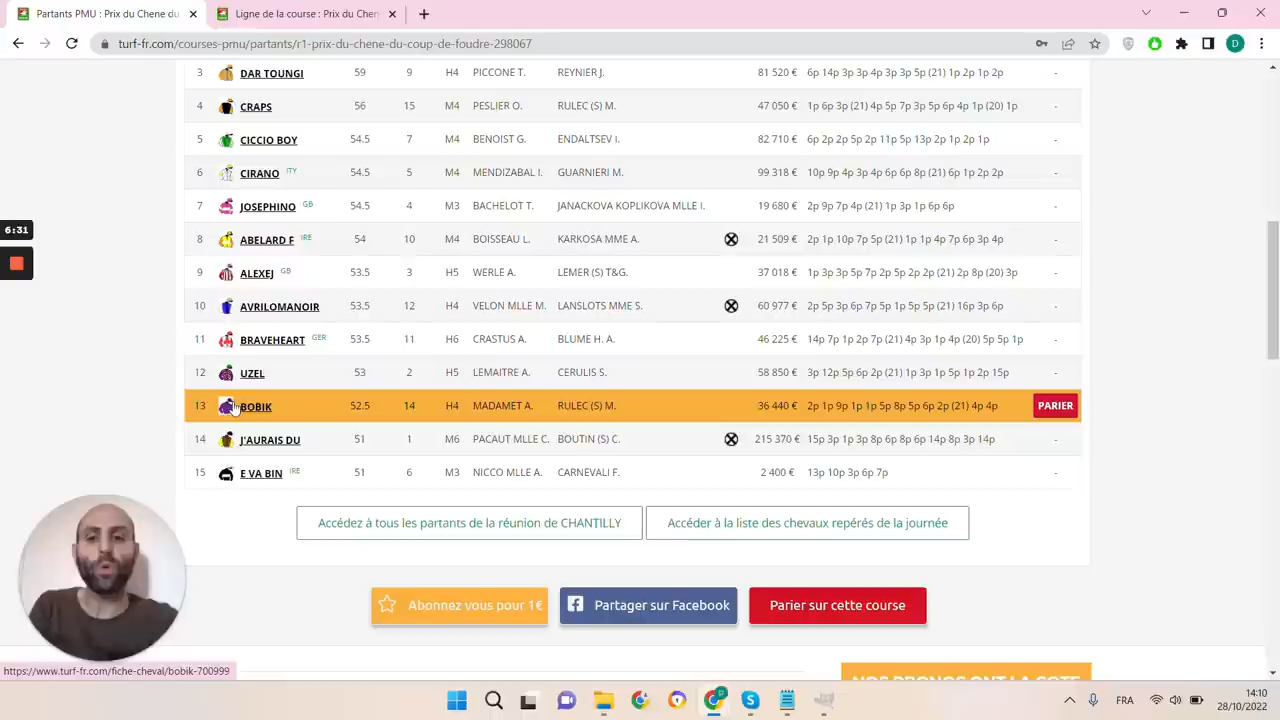 Partants PMU : Prix du Chene du
Ligne de la course : Prix du Cher
turf-fr.com/courses-pmu/partants/r1-prix-du-chene-du-coup-de-foudre-298067
D
3 DAR TOUNGI 59 9 H4 PICCONE T. REYNIER J. 81 520 € 6p 14p 3p 3p 4p 3p 3p 5p (21) 1p 2p 1p 2p -
4 CRAPS 56 15 M4 PESLIER O. RULEC (S) M. 47 050 € 1p 6p 3p (21) 4p 5p 7p 3p 5p 6p 4p 1p (20) 1p -
5 CICCIO BOY 54.5 7 M4 BENOIST G. ENDALTSEV I. 82 710 € 6p 2p 2p 5p 2p 11p 5p 13p 2p 1p 2p 1p -
6 CIRANO ITY 54.5 5 M4 MENDIZABAL I. GUARNIERI M. 99 318 € 10p 9p 4p 3p 4p 6p 6p 8p (21) 6p 1p 2p 2p -
7 JOSEPHINO GB 54.5 4 M3 BACHELOT T. JANACKOVA KOPLIKOVA MLLE I. 19 680 € 2p 9p 7p 4p (21) 1p 3p 1p 6p 6p -
8 ABELARD F IRE 54 10 M4 BOISSEAU L. KARKOSA MME A. 21 509 € 2p 1p 10p 7p 5p (21) 1p 1p 4p 7p 6p 3p 4p -
9 ALEXEJ GB 53.5 3 H5 WERLE A. LEMER (S) T&G. 37 018 € 1p 3p 3p 5p 7p 2p 5p 2p 2p (21) 2p 8p (20) 3p -
10 AVRILOMANOIR 53.5 12 H4 VELON MLLE M. LANSLOTS MME S. 60 977 € 2p 5p 3p 6p 7p 5p 1p 5p 5p (21) 16p 3p 6p -
11 BRAVEHEART GER 53.5 11 H6 CRASTUS A. BLUME H. A. 46 225 € 14p 7p 1p 2p 7p (21) 4p 3p 1p 4p (20) 5p 5p 1p -
12 UZEL 53 2 H5 LEMAITRE A. CERULIS S. 58 850 € 3p 12p 5p 6p 2p (21) 1p 3p 1p 5p 1p 2p 15p -
13 BOBIK 52.5 14 H4 MADAMET A. RULEC (S) M. 36 440 € 2p 1p 9p 1p 1p 5p 8p 5p 6p 2p (21) 4p 4p PARIER
14 J'AURAIS DU 51 1 M6 PACAUT MLLE C. BOUTIN (S) C. 215 370 € 15p 3p 1p 3p 8p 6p 8p 6p 14p 8p 3p 14p -
15 E VA BIN IRE 51 6 M3 NICCO MLLE A. CARNEVALI F. 2 400 € 13p 10p 3p 6p 7p -
6:31
Accédez à tous les partants de la réunion de CHANTILLY
Accéder à la liste des chevaux repérés de la journée
Abonnez vous pour 1€
Partager sur Facebook
Parier sur cette course
https://www.turf-fr.com/fiche-cheval/bobik-700999
NOS PRONOS ONT LA COTE
FRA
14:10
28/10/2022